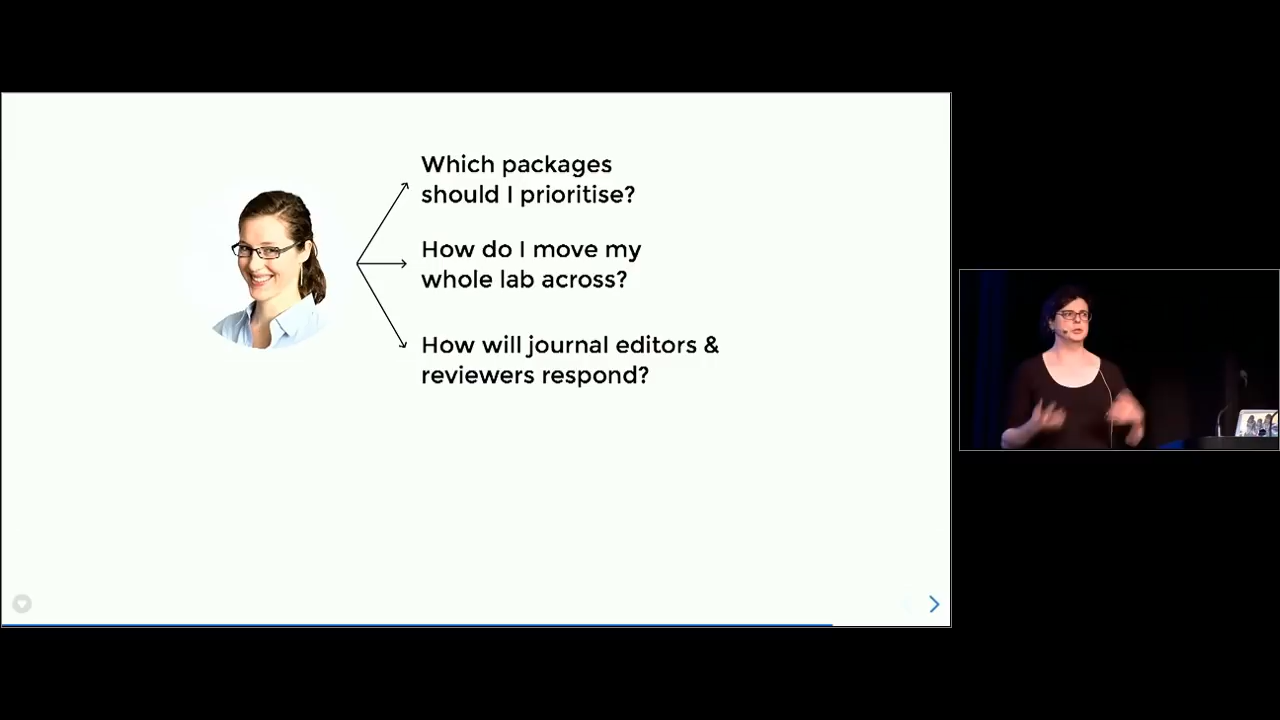 Which packages
should I prioritise?
How do I move my
whole lab across?
How will journal editors &
reviewers respond?